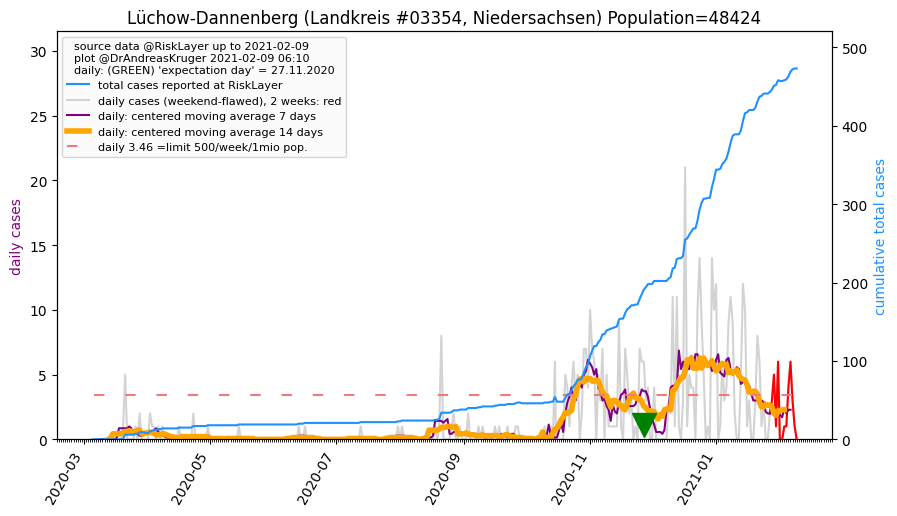 Lüchow-Dannenberg (Landkreis #03354, Niedersachsen) Population=48424
source data @RiskLayer up to 2021-02-09
plot @DrAndreasKruger 2021-02-09 06:10
daily: (GREEN) 'expectation day' = 27.11.2020
total cases reported at RiskLayer
daily cases (weekend-flawed), 2 weeks: red
daily: centered moving average 7 days
daily: centered moving average 14 days
daily 3.46 =limit 500/week/1mio pop.
daily cases
30
25
20
15
10
5
0
cumulative total cases
500
400
300
200
100
0
2020-03
2020-05
2020-07
2020-09
2020-11
2021-01